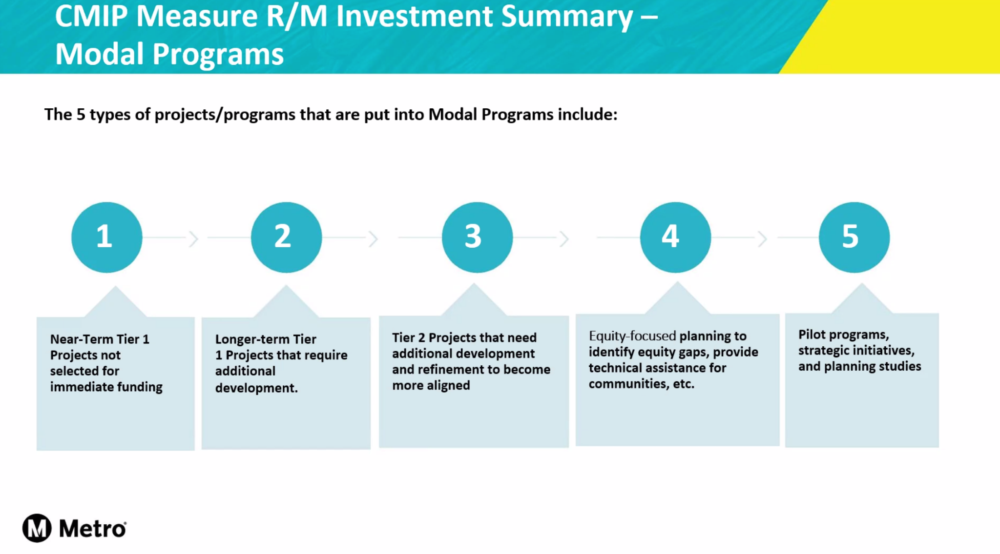 CMIP Measure R/M Investment Summary –
Modal Programs
The 5 types of projects/programs that are put into Modal Programs include:
1
2
3
4
5
Near-Term Tier 1
Projects not
selected for
immediate funding
Longer-term Tier
1 Projects that require
additional
development.
Tier 2 Projects that need
additional development
and refinement to become
more aligned
Equity-focused planning to
identify equity gaps, provide
technical assistance for
communities, etc.
Pilot programs,
strategic initiatives,
and planning studies
M Metro